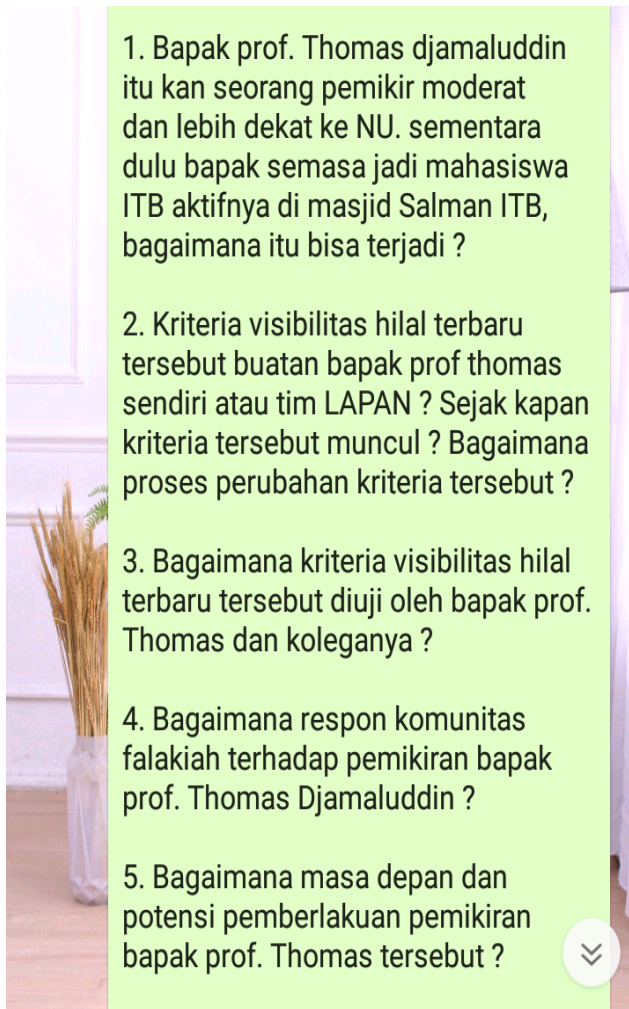 1. Bapak prof. Thomas djamaluddin
itu kan seorang pemikir moderat
dan lebih dekat ke NU. sementara
dulu bapak semasa jadi mahasiswa
ITB aktifnya di masjid Salman ITB,
bagaimana itu bisa terjadi ?
2. Kriteria visibilitas hilal terbaru
tersebut buatan bapak prof thomas
sendiri atau tim LAPAN ? Sejak kapan
kriteria tersebut muncul ? Bagaimana
proses perubahan kriteria tersebut ?
3. Bagaimana kriteria visibilitas hilal
terbaru tersebut diuji oleh bapak prof.
Thomas dan koleganya ?
4. Bagaimana respon komunitas
falakiah terhadap pemikiran bapak
prof. Thomas Djamaluddin ?
5. Bagaimana masa depan dan
potensi pemberlakuan pemikiran
bapak prof. Thomas tersebut ?